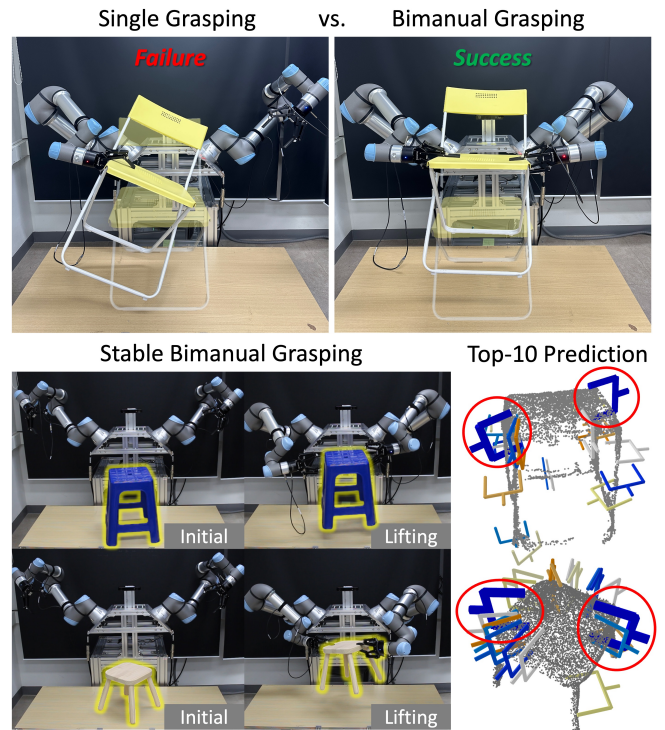 Single Grasping vs. Bimanual Grasping
Failure
Success
Stable Bimanual Grasping
Top-10 Prediction
Initial
Lifting
Initial
Lifting